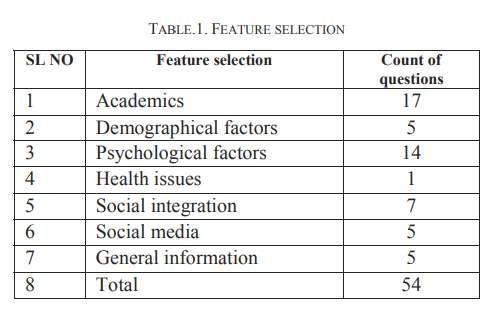 TABLE.1. FEATURE SELECTION
SL NO Feature selection Count of
questions
1 Academics 17
2 Demographical factors 5
3 Psychological factors 14
4 Health issues 1
5 Social integration 7
6 Social media 5
7 General information 5
8 Total 54